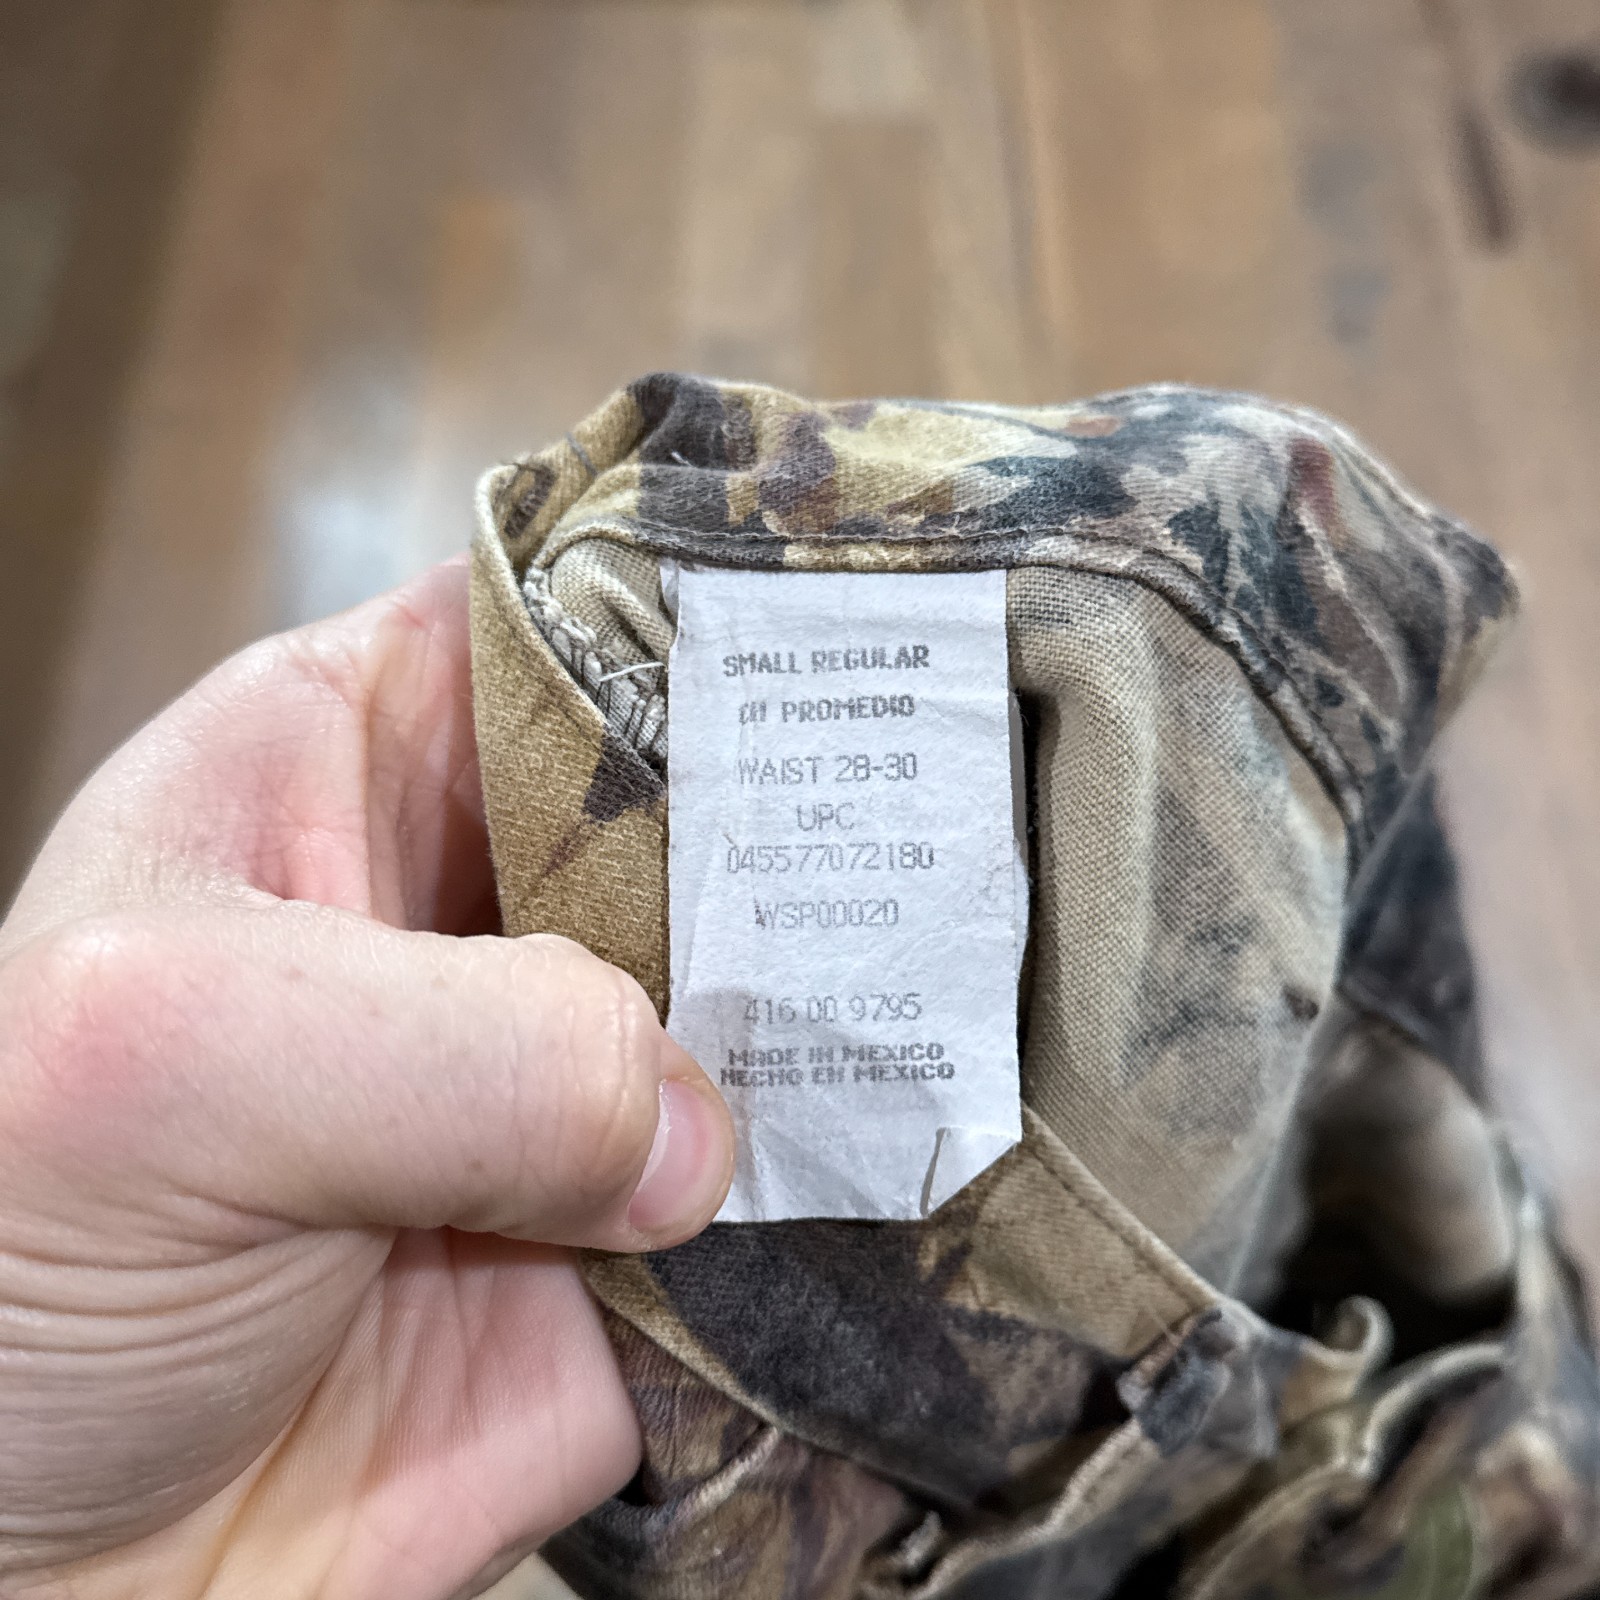 SMALL REGULAR
CH PROMEDIO
WAIST 28-30
UPC
045577072180
WSP00020
416 00 9795
MADE IN MEXICO
HECHO EN MEXICO